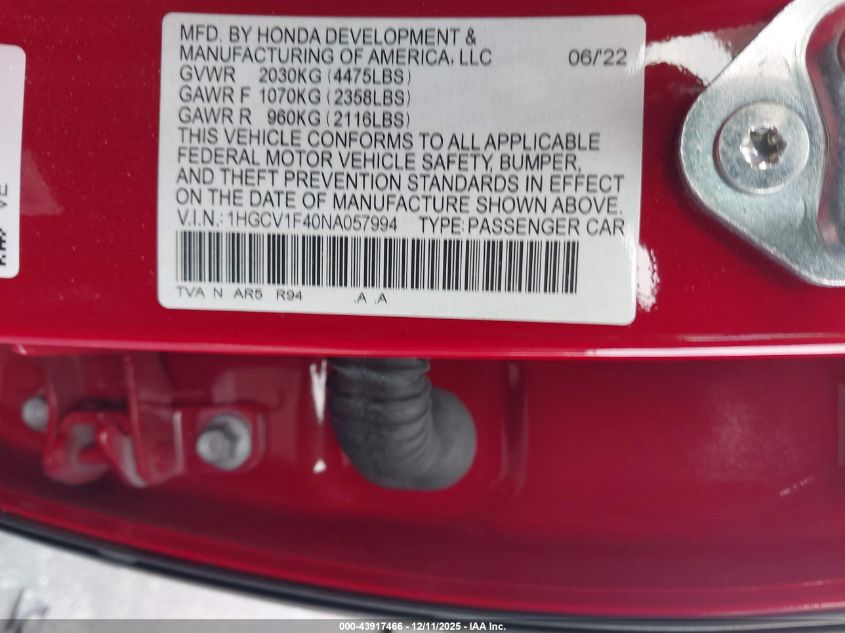 MFD. BY HONDA DEVELOPMENT &
MANUFACTURING OF AMERICA, LLC 06/'22
GVWR 2030KG (4475LBS)
GAWR F 1070KG (2358LBS)
GAWR R 960KG (2116LBS)
THIS VEHICLE CONFORMS TO ALL APPLICABLE
FEDERAL MOTOR VEHICLE SAFETY, BUMPER,
AND THEFT PREVENTION STANDARDS IN EFFECT
ON THE DATE OF MANUFACTURE SHOWN ABOVE.
V.I.N.: 1HGCV1F40NA057994 TYPE: PASSENGER CAR
TVA N AR5 R94 .A .A
000-43917466 - 12/11/2025 - IAA Inc.